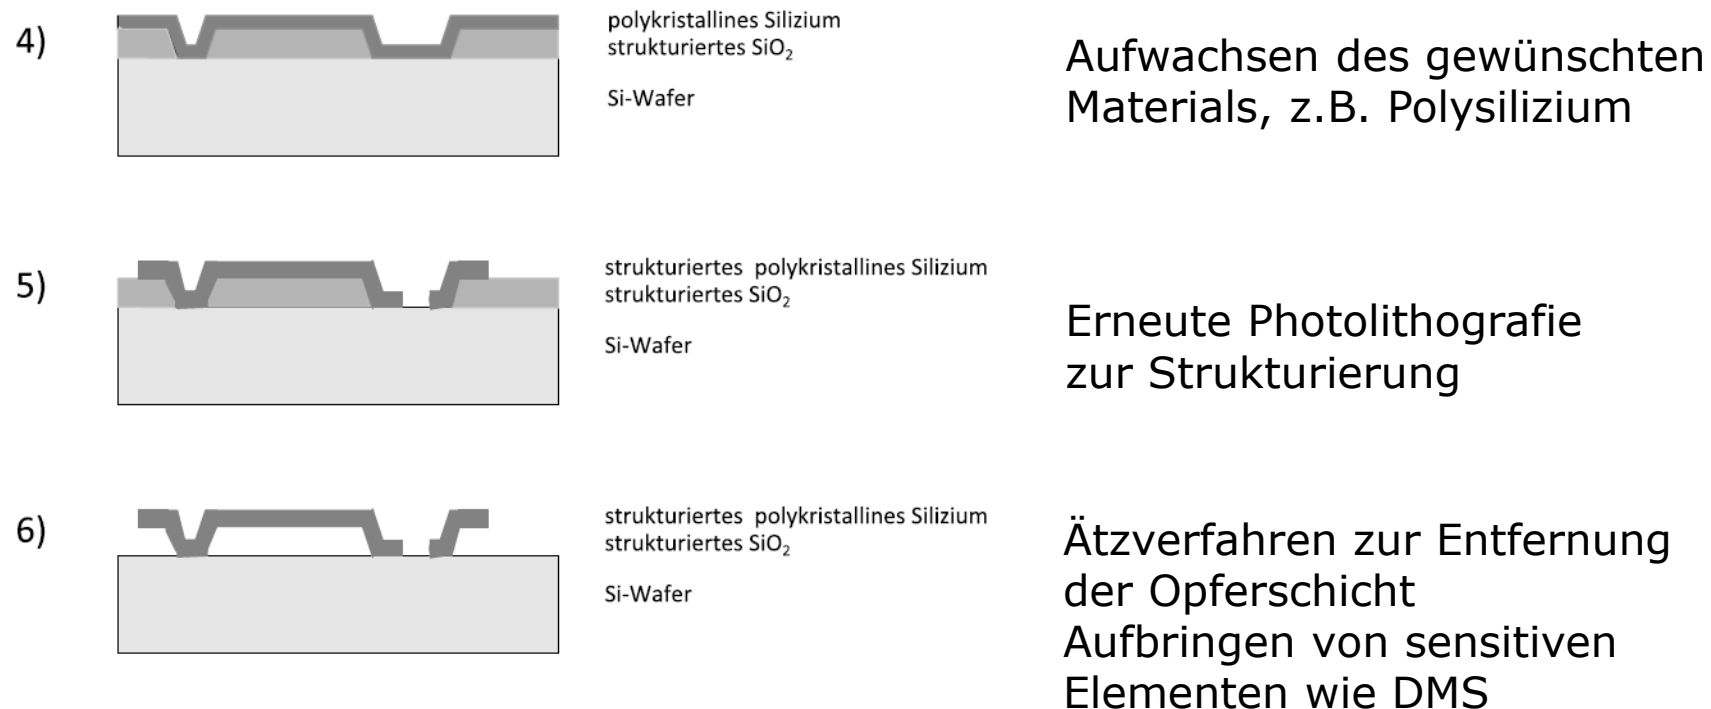 4)
polykristallines Silizium
strukturiertes SiO₂
Si-Wafer
Aufwachsen des gewünschten
Materials, z.B. Polysilizium
5)
strukturiertes polykristallines Silizium
strukturiertes SiO₂
Si-Wafer
Erneute Photolithografie
zur Strukturierung
6)
strukturiertes polykristallines Silizium
strukturiertes SiO₂
Si-Wafer
Ätzverfahren zur Entfernung
der Opferschicht
Aufbringen von sensitiven
Elementen wie DMS